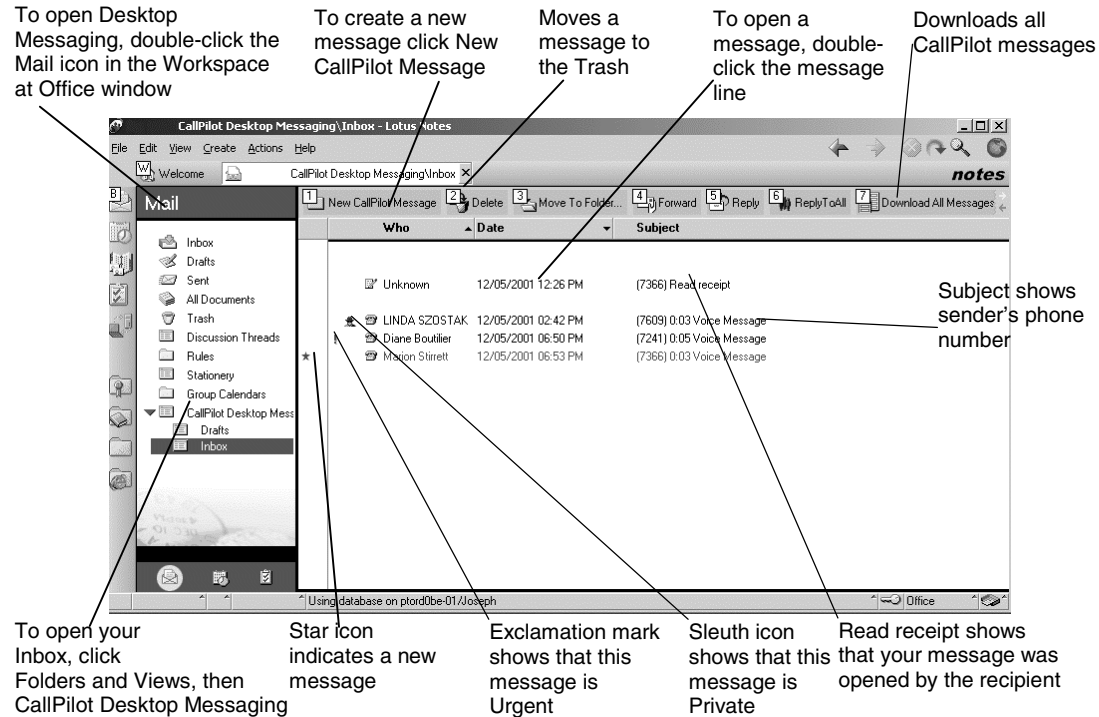 To open Desktop
Messaging, double-click the
Mail icon in the Workspace
at Office window
To create a new
message click New
CallPilot Message
Moves a
message to
the Trash
To open a
message, double-
click the message
line
Downloads all
CallPilot messages
CallPilot Desktop Messaging\Inbox - Lotus Notes
File Edit View Create Actions Help
W Welcome CallPilot Desktop Messaging\Inbox
notes
B
Mail
1 New CallPilot Message 2 Delete 3 Move To Folder... 4 Forward 5 Reply 6 ReplyToAll 7 Download All Messages
Who Date Subject
Inbox
Drafts
Sent
All Documents
Trash
Discussion Threads
Rules
Stationery
Group Calendars
CallPilot Desktop Mess
Drafts
Inbox
Unknown 12/05/2001 12:26 PM (7366) Read receipt
LINDA SZOSTAK 12/05/2001 02:42 PM (7609) 0:03 Voice Message
! Diane Boutilier 12/05/2001 06:50 PM (7241) 0:05 Voice Message
Marion Stirrett 12/05/2001 06:53 PM (7366) 0:03 Voice Message
Subject shows
sender's phone
number
Using database on ptord0be-01/Joseph
Office
To open your
Inbox, click
Folders and Views, then
CallPilot Desktop Messaging
Star icon
indicates a new
message
Exclamation mark
shows that this
message is
Urgent
Sleuth icon
shows that this
message is
Private
Read receipt shows
that your message was
opened by the recipient